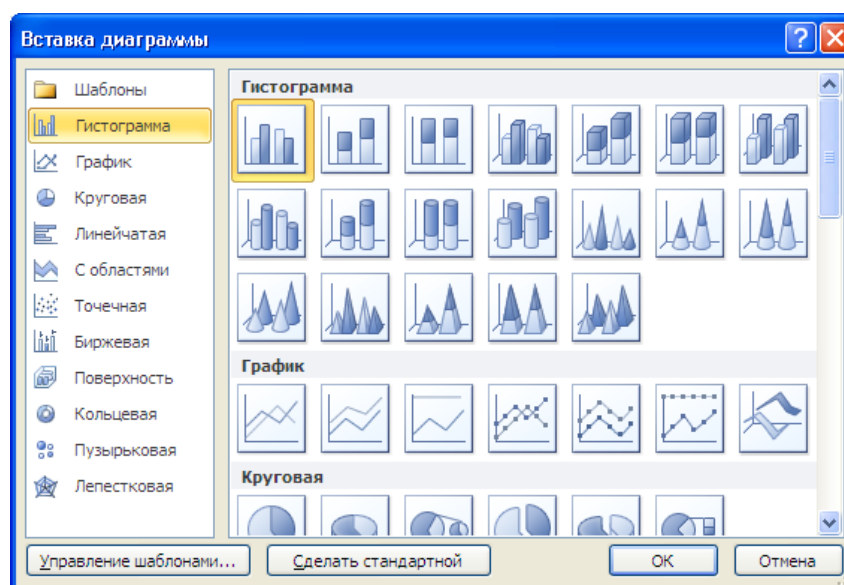 Вставка диаграммы
Шаблоны
Гистограмма
График
Круговая
Линейчатая
С областями
Точечная
Биржевая
Поверхность
Кольцевая
Пузырьковая
Лепестковая
Гистограмма
График
Круговая
Управление шаблонами...
Сделать стандартной
ОК
Отмена